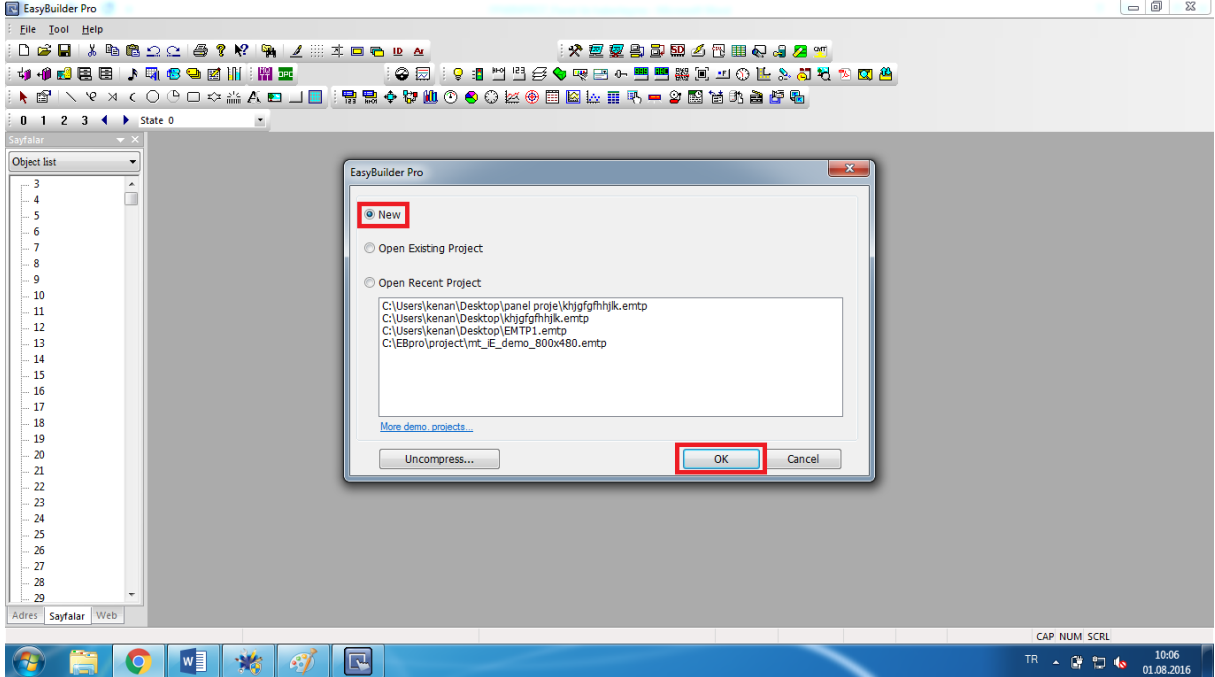 EasyBuilder Pro
File Tool Help
0 1 2 3 State 0
Sayfalar
Object list
3
4
5
6
7
8
9
10
11
12
13
14
15
16
17
18
19
20
21
22
23
24
25
26
27
28
29
Adres Sayfalar Web
EasyBuilder Pro
New
Open Existing Project
Open Recent Project
C:\Users\kenan\Desktop\panel proje\khjgfgfhhjlk.emtp
C:\Users\kenan\Desktop\khjgfgfhhjlk.emtp
C:\Users\kenan\Desktop\EMTP1.emtp
C:\EBpro\project\mt_iE_demo_800x480.emtp
More demo. projects...
Uncompress... OK Cancel
CAP NUM SCRL
TR 10:06
01.08.2016